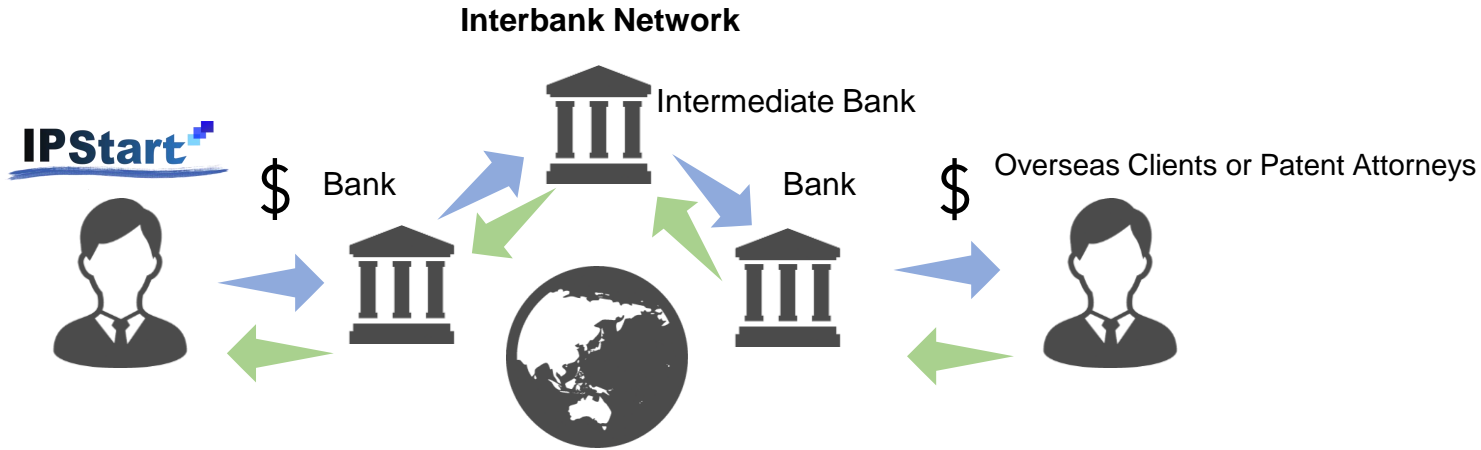 Interbank Network
Intermediate Bank
IPStart
$
Bank
Bank
$
Overseas Clients or Patent Attorneys